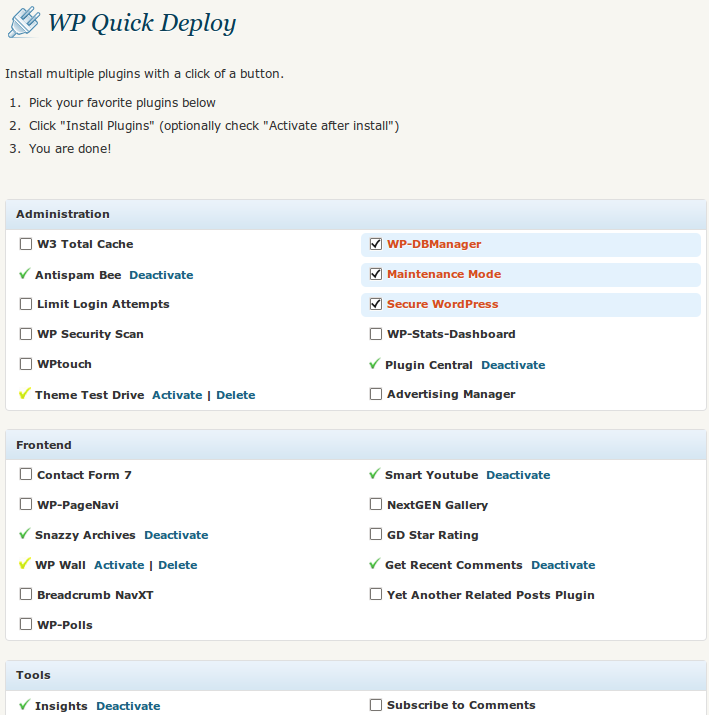 WP Quick Deploy
Install multiple plugins with a click of a button.
1. Pick your favorite plugins below
2. Click "Install Plugins" (optionally check "Activate after install")
3. You are done!
Administration
W3 Total Cache
WP-DBManager
Antispam Bee Deactivate
Maintenance Mode
Limit Login Attempts
Secure WordPress
WP Security Scan
WP-Stats-Dashboard
WPtouch
Plugin Central Deactivate
Theme Test Drive Activate | Delete
Advertising Manager
Frontend
Contact Form 7
Smart Youtube Deactivate
WP-PageNavi
NextGEN Gallery
Snazzy Archives Deactivate
GD Star Rating
WP Wall Activate | Delete
Get Recent Comments Deactivate
Breadcrumb NavXT
Yet Another Related Posts Plugin
WP-Polls
Tools
Insights Deactivate
Subscribe to Comments